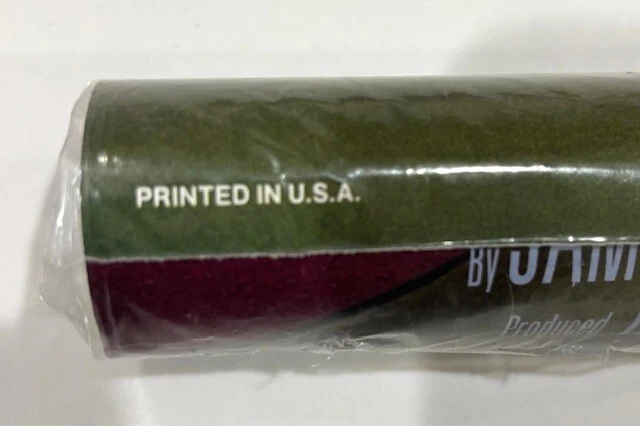 PRINTED IN U.S.A.
By
Produced